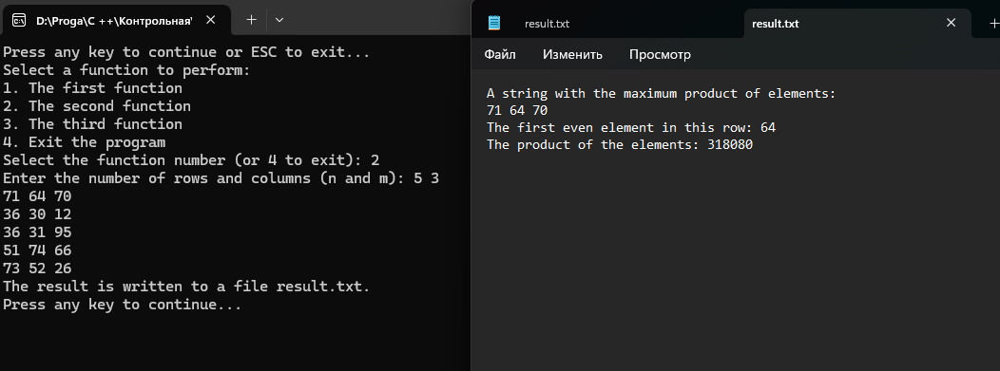 D:\Proga\C ++\Контрольная\
Press any key to continue or ESC to exit...
Select a function to perform:
1. The first function
2. The second function
3. The third function
4. Exit the program
Select the function number (or 4 to exit): 2
Enter the number of rows and columns (n and m): 5 3
71 64 70
36 30 12
36 31 95
51 74 66
73 52 26
The result is written to a file result.txt.
Press any key to continue...
result.txt
result.txt
Файл Изменить Просмотр
A string with the maximum product of elements:
71 64 70
The first even element in this row: 64
The product of the elements: 318080